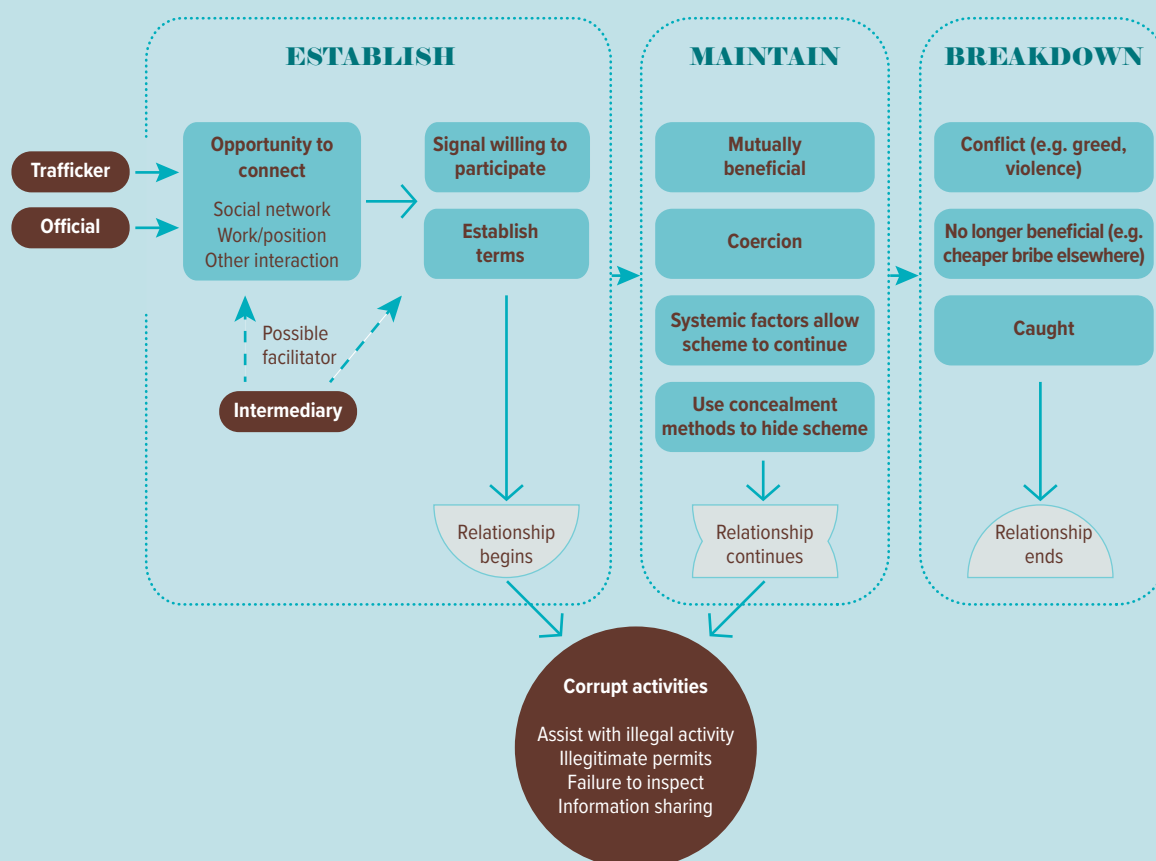 ESTABLISH
Trafficker
Official
Opportunity to
connect
Social network
Work/position
Other interaction
Possible
facilitator
Intermediary
Signal willing to
participate
Establish
terms
Relationship
begins
MAINTAIN
Mutually
beneficial
Coercion
Systemic factors allow
scheme to continue
Use concealment
methods to hide scheme
Relationship
continues
BREAKDOWN
Conflict (e.g. greed,
violence)
No longer beneficial (e.g.
cheaper bribe elsewhere)
Caught
Relationship
ends
Corrupt activities
Assist with illegal activity
Illegitimate permits
Failure to inspect
Information sharing